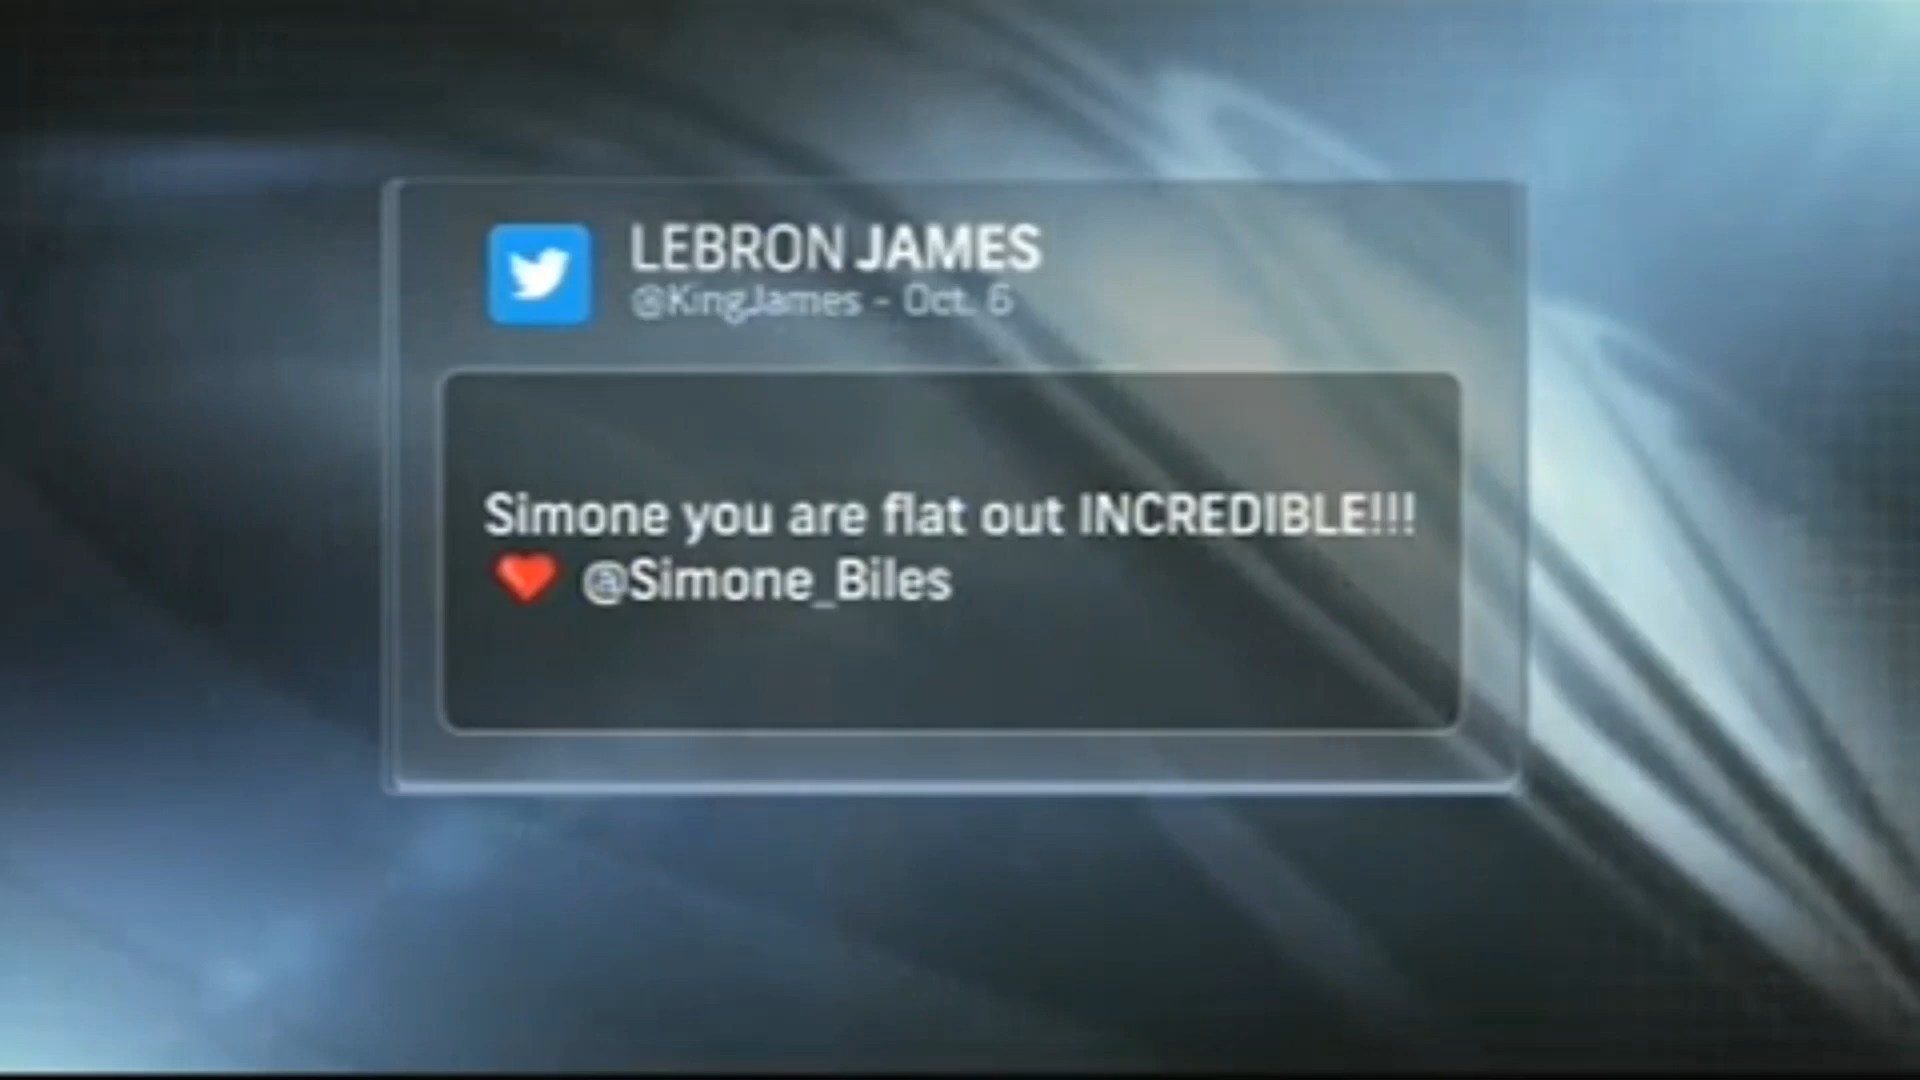 LEBRON JAMES
@KingJames - Oct. 6
Simone you are flat out INCREDIBLE!!!
❤️ @Simone_Biles